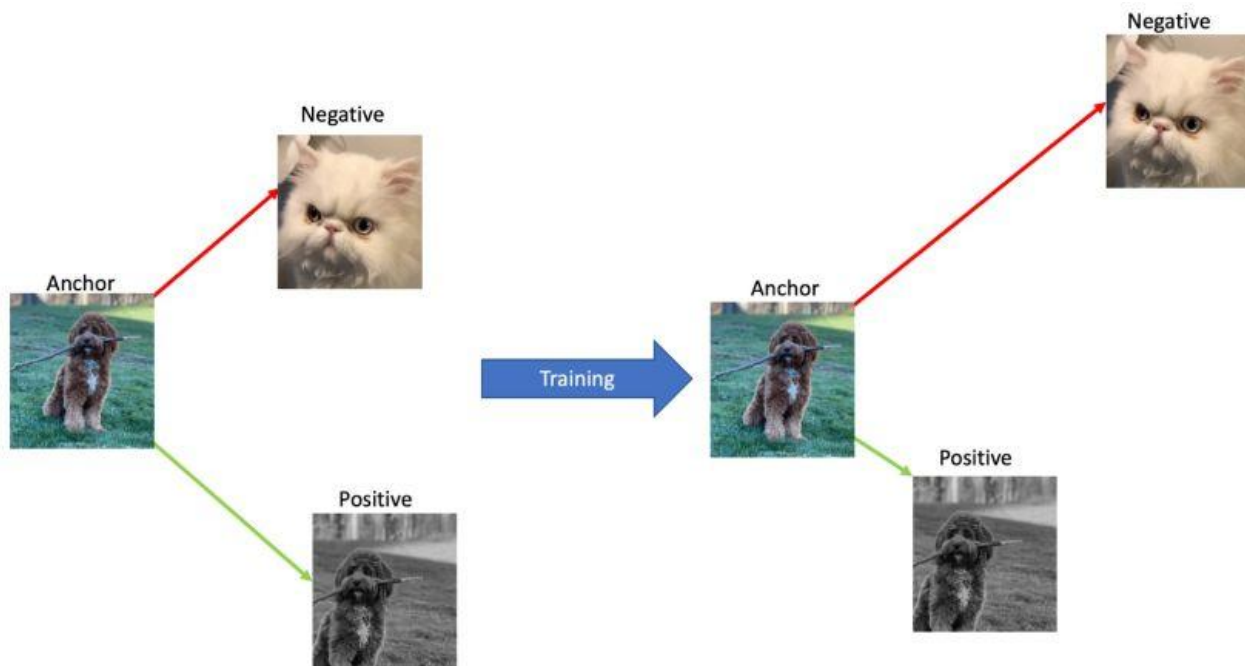 Negative
Anchor
Positive
Training
Negative
Anchor
Positive